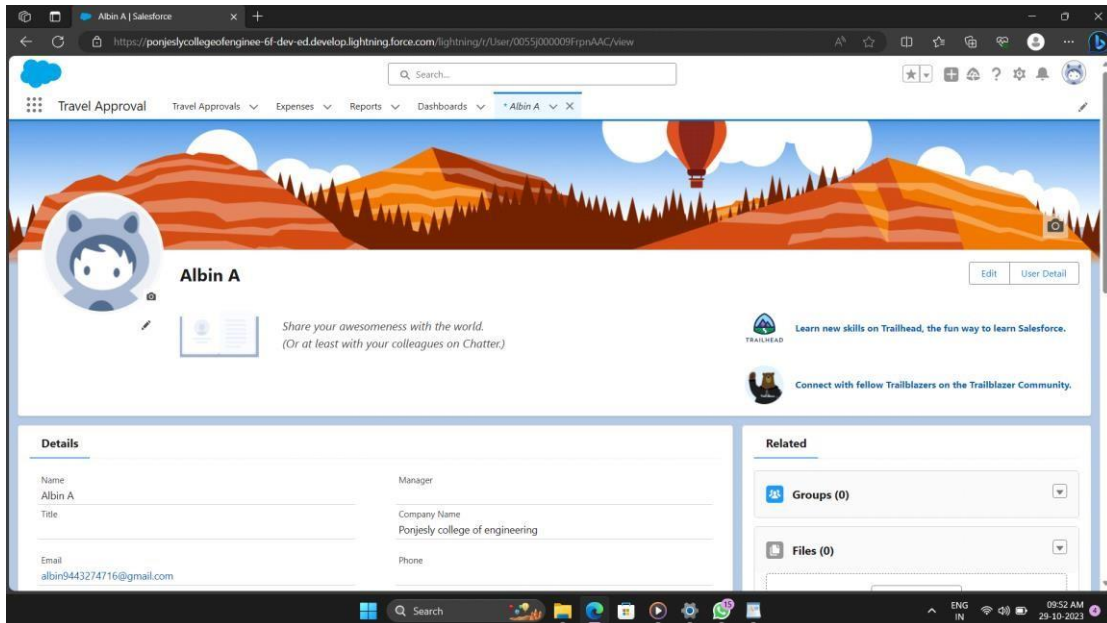 Albin A | Salesforce
https://ponjeslycollegeofenginee-6f-dev-ed.develop.lightning.force.com/lightning/r/User/0055j000009FrpnAAC/view
Search...
Travel Approval Travel Approvals Expenses Reports Dashboards * Albin A
Albin A
Edit User Detail
Share your awesomeness with the world.
(Or at least with your colleagues on Chatter.)
TRAILHEAD
Learn new skills on Trailhead, the fun way to learn Salesforce.
Connect with fellow Trailblazers on the Trailblazer Community.
Details
Name Manager
Albin A
Title Company Name
Ponjesly college of engineering
Email Phone
albin9443274716@gmail.com
Related
Groups (0)
Files (0)
Search
15
ENG
IN
09:52 AM
29-10-2023